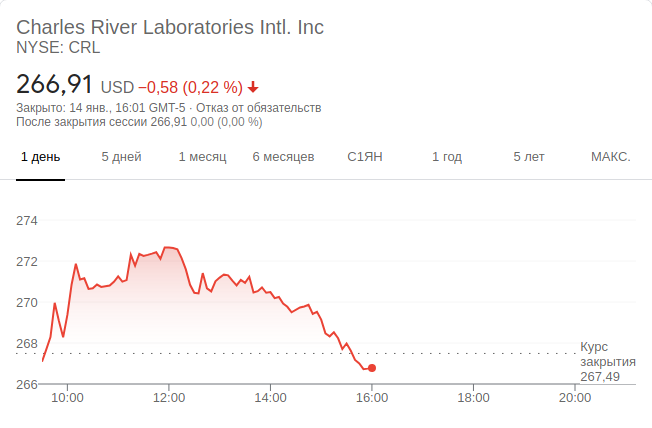 Charles River Laboratories Intl. Inc
NYSE: CRL
266,91 USD −0,58 (0,22 %)
Закрыто: 14 янв., 16:01 GMT-5 · Отказ от обязательств
После закрытия сессии 266,91 0,00 (0,00 %)
1 день 5 дней 1 месяц 6 месяцев С1ЯН 1 год 5 лет МАКС.
274
272
270
268
Курс
закрытия
267,49
266
10:00 12:00 14:00 16:00 18:00 20:00